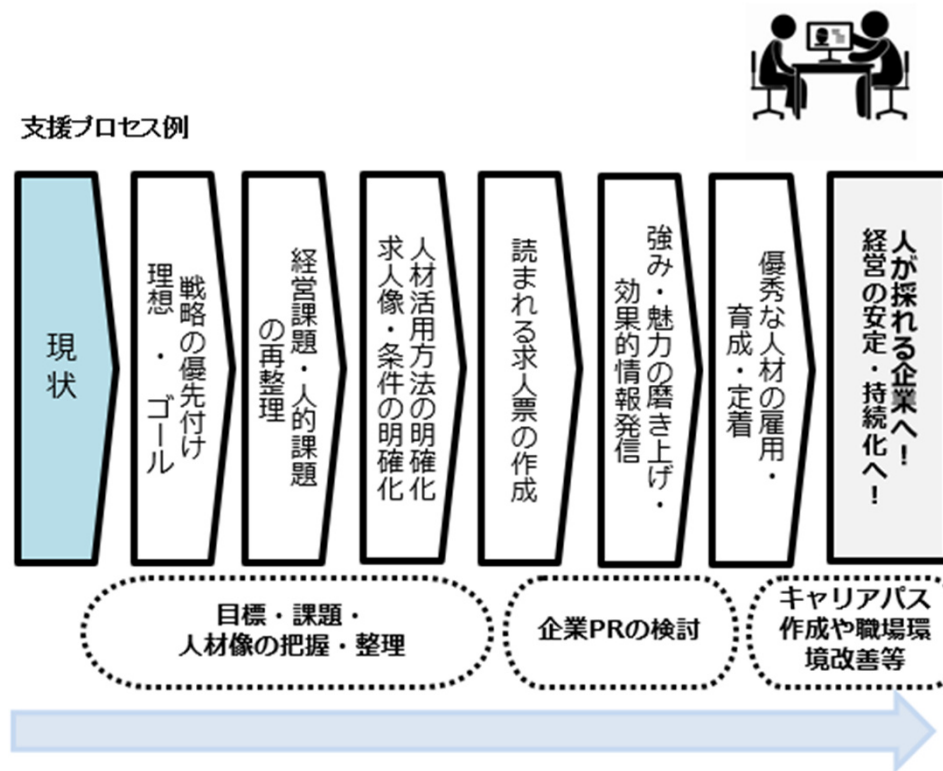 支援プロセス例
現状
戦略の優先付け
理想・ゴール
経営課題・人的課題
の再整理
人材活用方法の明確化
求人像・条件の明確化
読まれる求人票の作成
強み・魅力の磨き上げ・
効果的情報発信
優秀な人材の雇用・
育成・定着
人が採れる企業へ！
経営の安定・持続化へ！
目標・課題・
人材像の把握・整理
企業PRの検討
キャリアパス
作成や職場環
境改善等